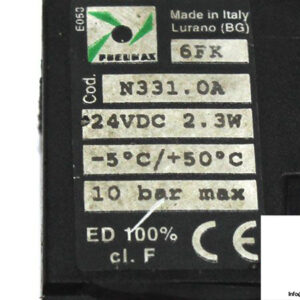 E053
PNEUMAX
Made in Italy
Lurano (BG)
6FK
Cod.
N331.0A
24VDC 2.3W
-5°C/+50°C
10 bar max
ED 100%
cl. F
CE